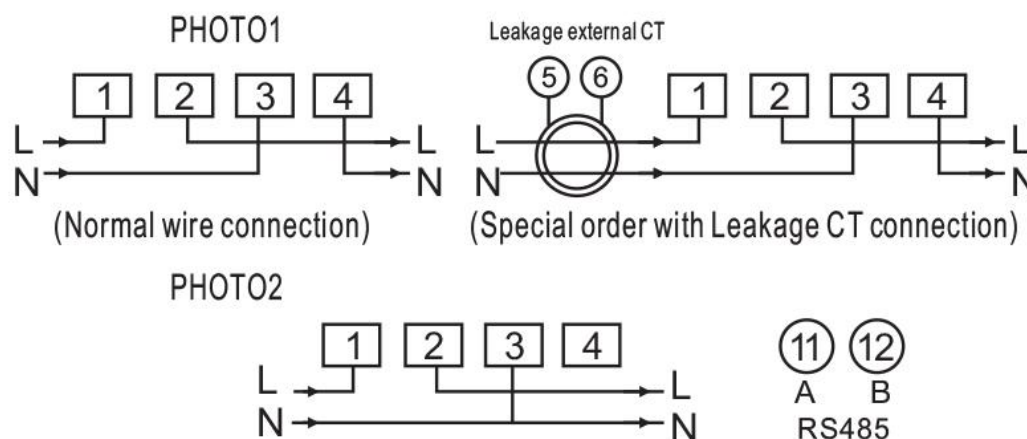 PHOTO1
1 2 3 4
L L
N N
(Normal wire connection)
Leakage external CT
5 6
1 2 3 4
L L
N N
(Special order with Leakage CT connection)
PHOTO2
1 2 3 4
L L
N N
11 12
A B
RS485